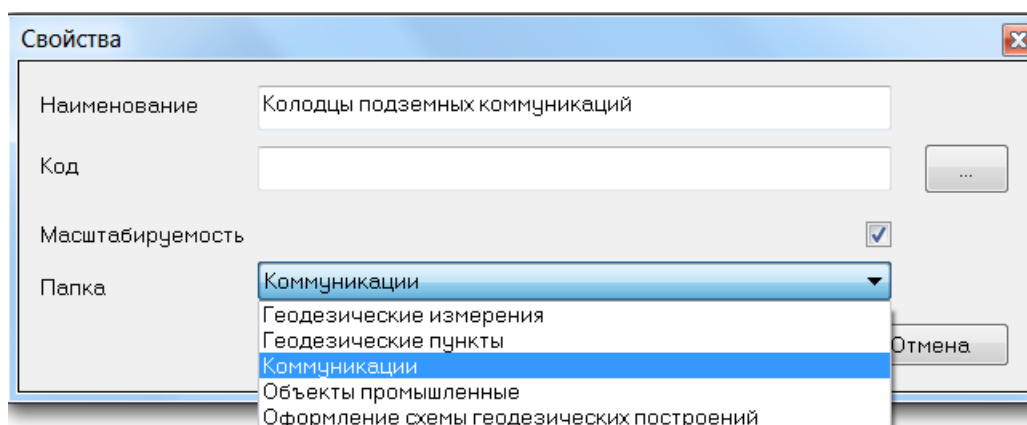 Свойства
Наименование
Колодцы подземных коммуникаций
Код
...
Масштабируемость
Папка
Коммуникации
Геодезические измерения
Геодезические пункты
Коммуникации
Отмена
Объекты промышленные
Оформление схемы геодезических построений